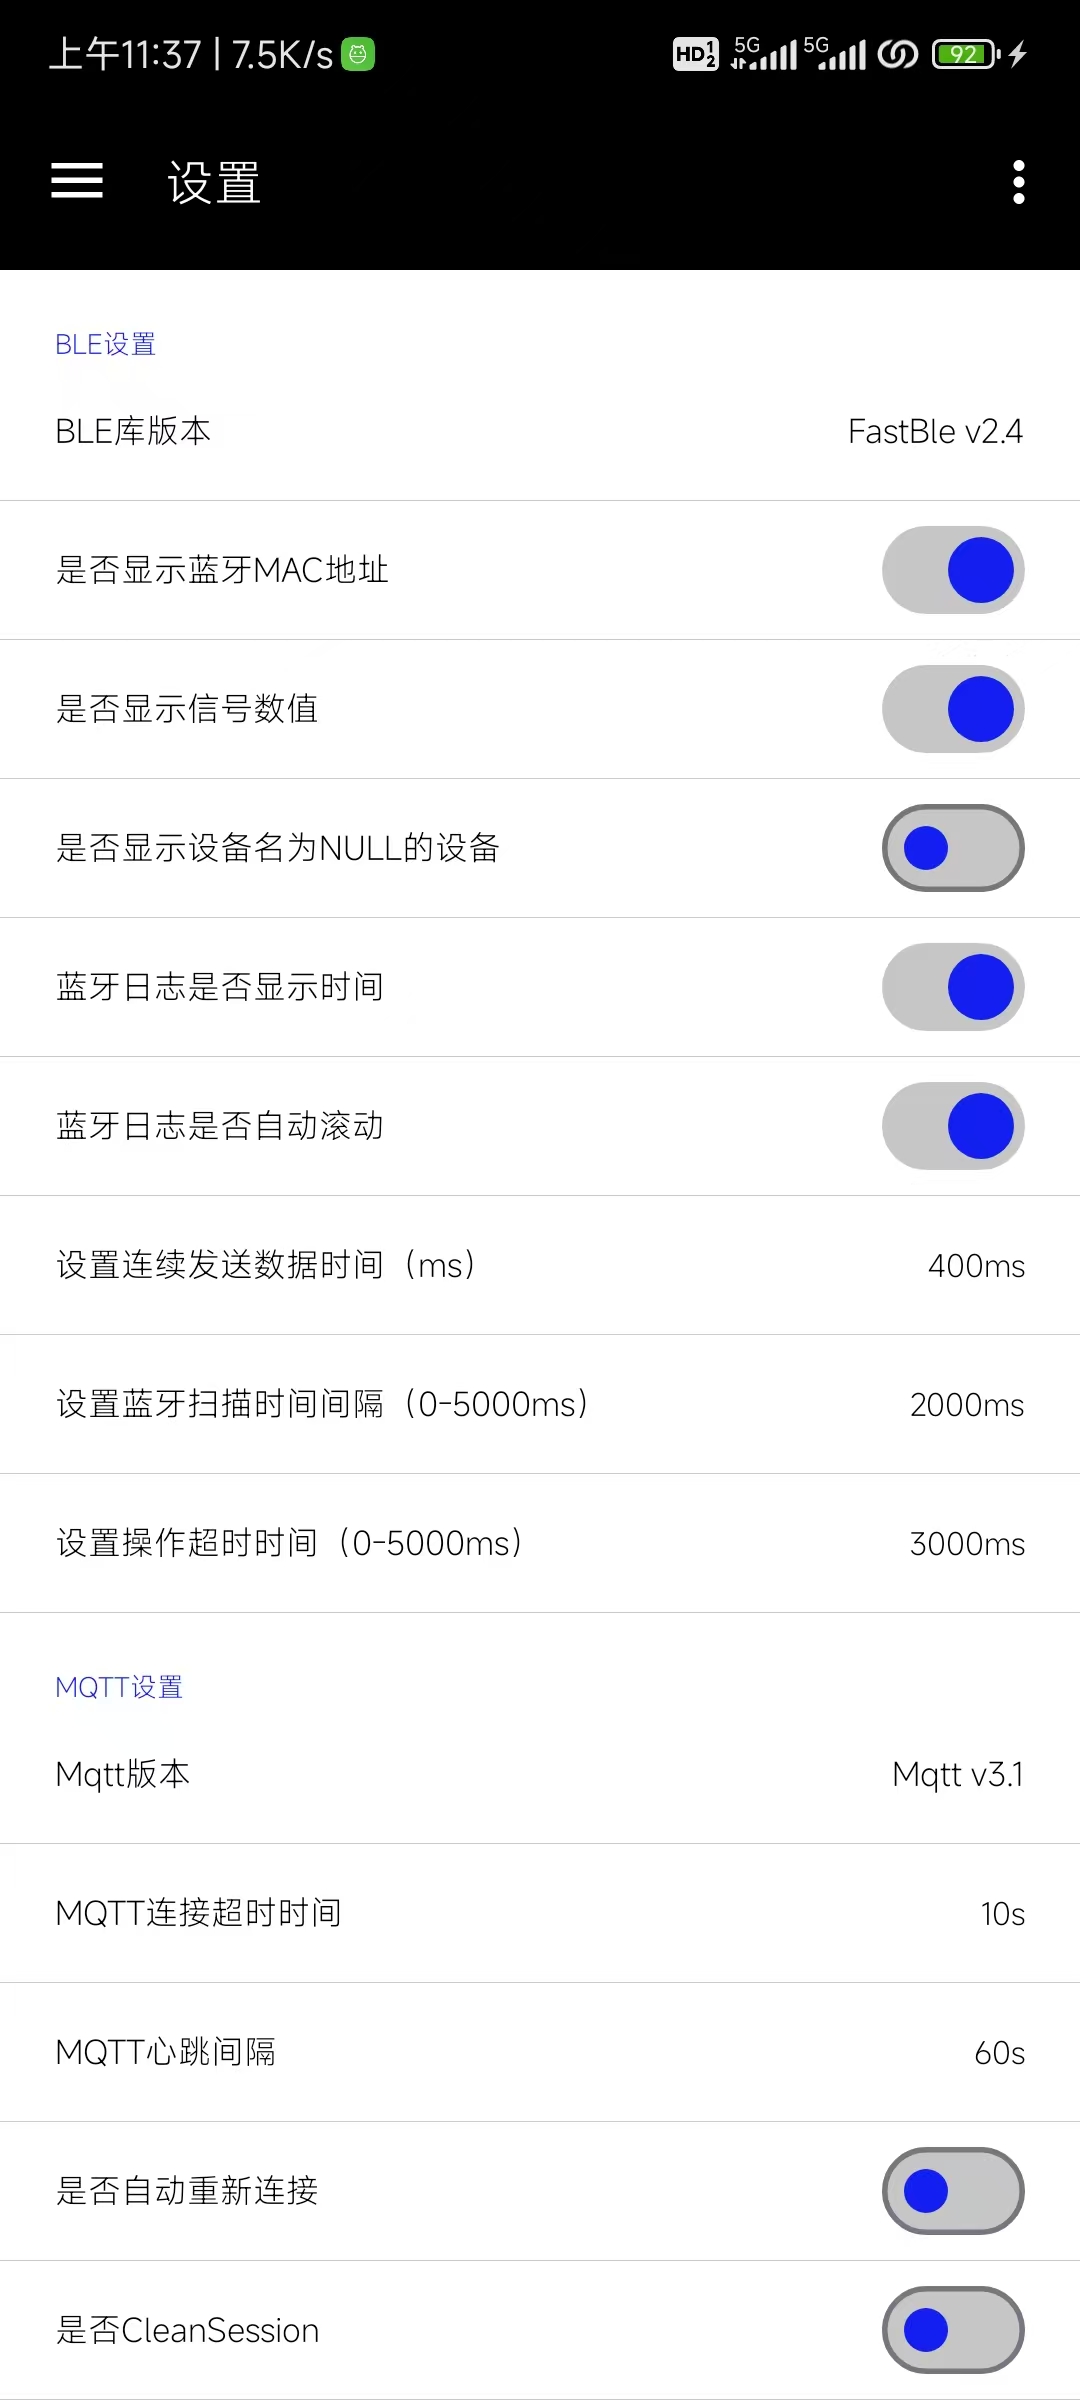 上午11:37 | 7.5K/s
HD 1 2 5G 5G 92
设置
BLE设置
BLE库版本 FastBle v2.4
是否显示蓝牙MAC地址
是否显示信号数值
是否显示设备名为NULL的设备
蓝牙日志是否显示时间
蓝牙日志是否自动滚动
设置连续发送数据时间（ms） 400ms
设置蓝牙扫描时间间隔（0-5000ms） 2000ms
设置操作超时时间（0-5000ms） 3000ms
MQTT设置
Mqtt版本 Mqtt v3.1
MQTT连接超时时间 10s
MQTT心跳间隔 60s
是否自动重新连接
是否CleanSession